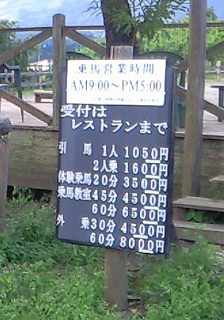 乗馬営業時間
AM9:00～PM5:00
受付は
レストランまで
引馬 1人 1050円
2人乗 1600円
体験乗馬 20分 3500円
乗馬教室 45分 4500円
60分 6500円
外乗 30分 4500円
60分 8000円